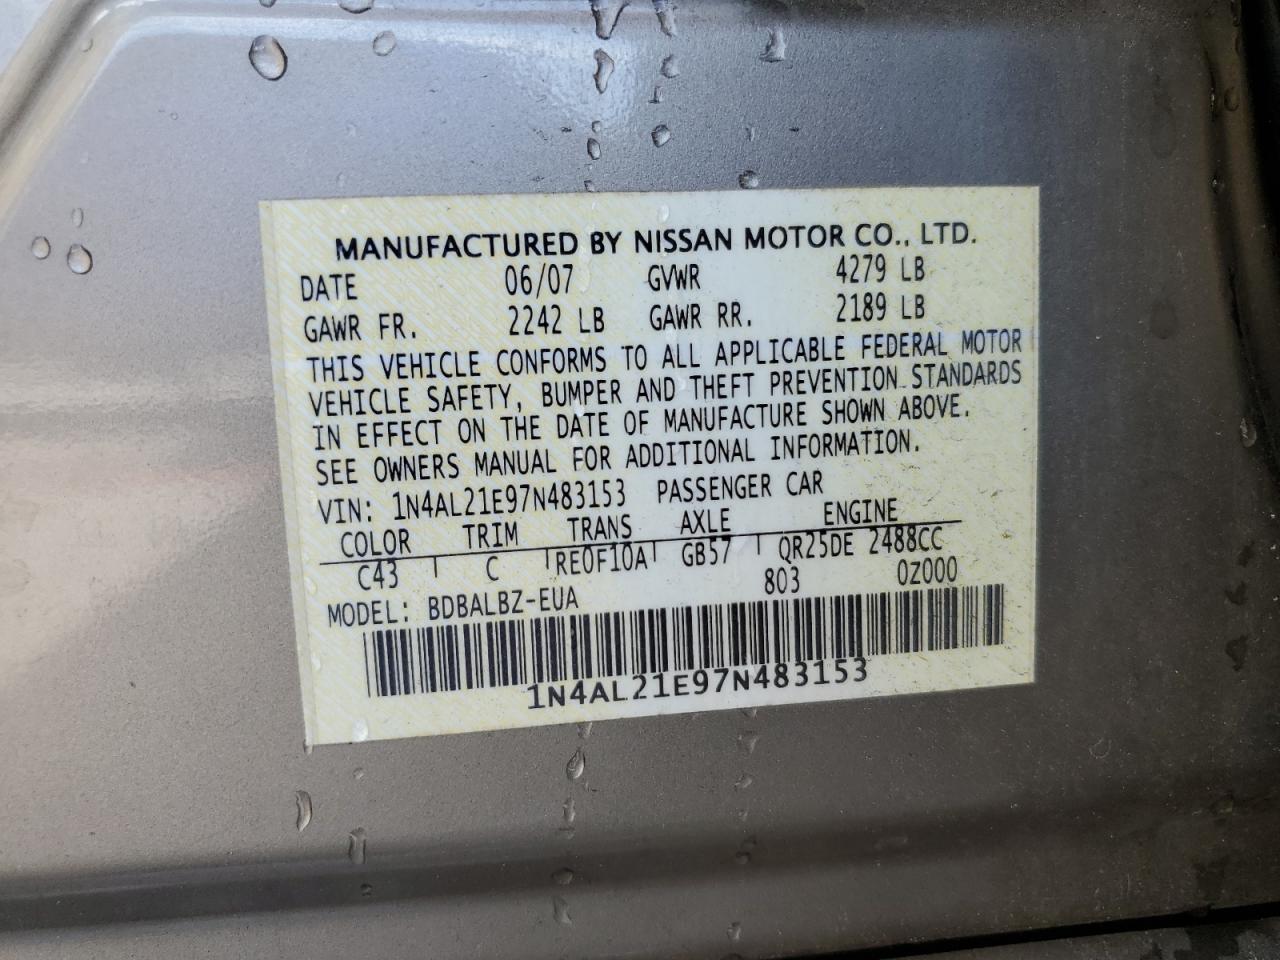 MANUFACTURED BY NISSAN MOTOR CO., LTD.
DATE 06/07 GVWR 4279 LB
GAWR FR. 2242 LB GAWR RR. 2189 LB
THIS VEHICLE CONFORMS TO ALL APPLICABLE FEDERAL MOTOR
VEHICLE SAFETY, BUMPER AND THEFT PREVENTION STANDARDS
IN EFFECT ON THE DATE OF MANUFACTURE SHOWN ABOVE.
SEE OWNERS MANUAL FOR ADDITIONAL INFORMATION.
VIN: 1N4AL21E97N483153 PASSENGER CAR
COLOR TRIM TRANS AXLE ENGINE
C43 C RE0F10A GB57 QR25DE 2488CC
MODEL: BDBALBZ-EUA 803 0Z000
1N4AL21E97N483153